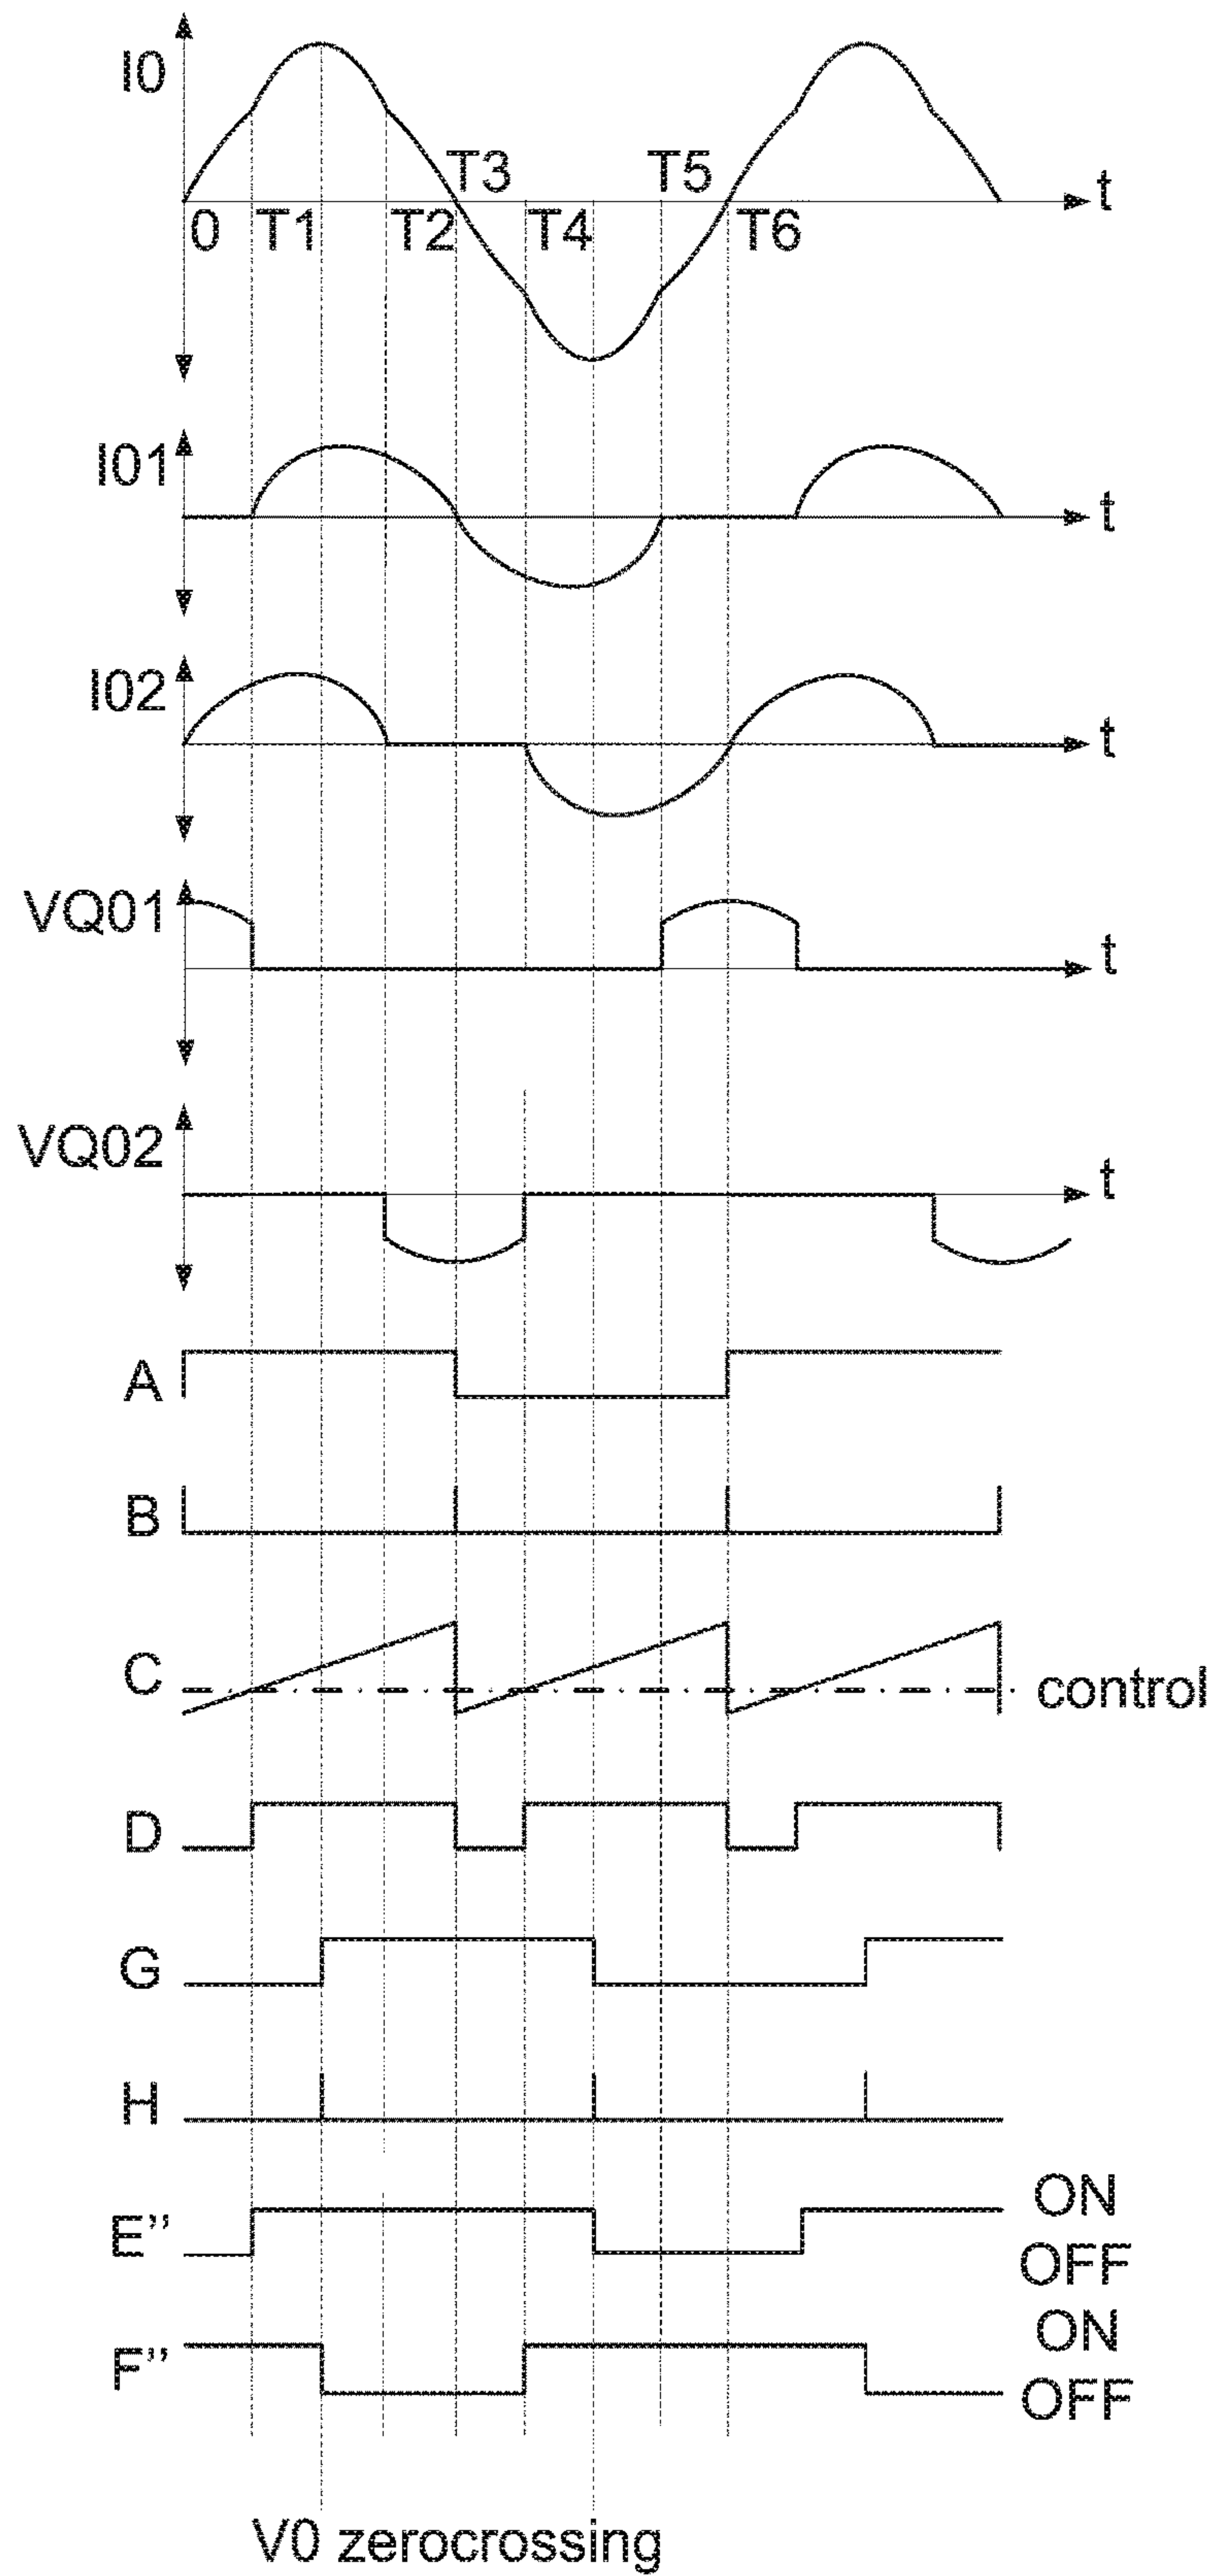 I0
T3 T5 t
0 T1 T2 T4 T6
I01 t
I02 t
VQ01 t
VQ02 t
A
B
C control
D
G
H
ON
E” OFF
ON
F” OFF
V0 zerocrossing